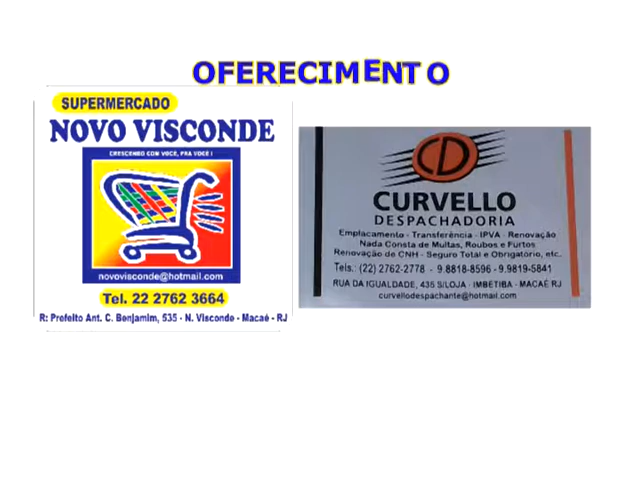 OFERECIMENTO
SUPERMERCADO
NOVO VISCONDE
CRESCENDO COM VOCE, PRA VOCE !
novovisconde@hotmail.com
Tel. 22 2762 3664
R: Prefeito Ant. C. Benjamim, 535 - N. Visconde - Macaé - RJ
CD
CURVELLO
DESPACHADORIA
Emplacamento - Transferência - IPVA - Renovação
Nada Consta de Multas, Roubos e Furtos
Renovação de CNH - Seguro Total e Obrigatório, etc.
Tels.: (22) 2762-2778 - 9.8818-8596 - 9.9819-5841
RUA DA IGUALDADE, 435 S/LOJA - IMBETIBA - MACAÉ RJ
curvellodespachante@hotmail.com